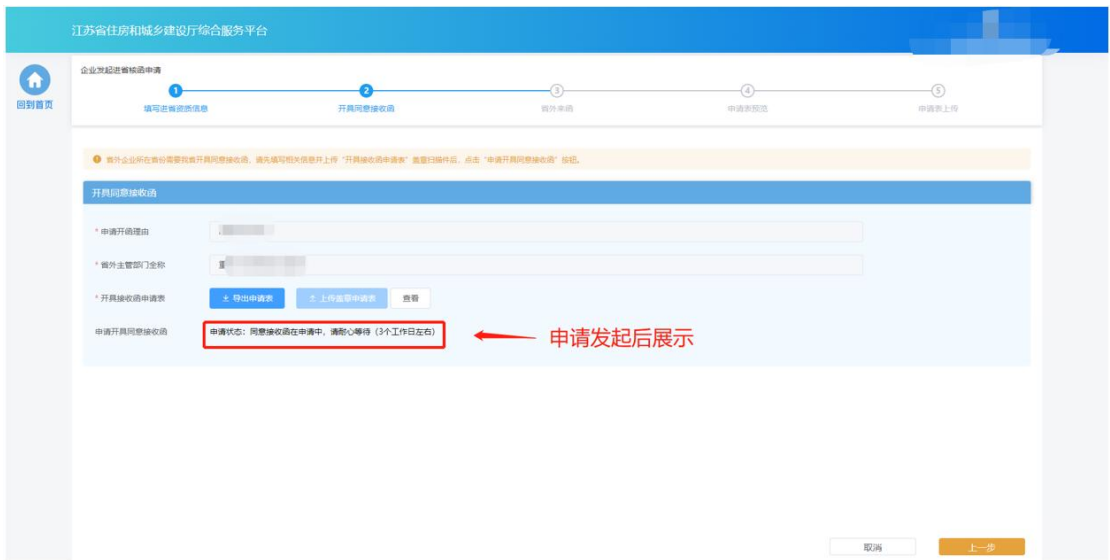 江苏省住房和城乡建设厅综合服务平台
回到首页
企业发起进省核函申请
1 2 3 4 5
填写进省资质信息 开具同意接收函 省外来函 申请表预览 申请表上传
省外企业所在省份需要我省开具同意接收函，请先填写相关信息并上传“开具接收函申请表”盖章扫描件后，点击“申请开具同意接收函”按钮。
开具同意接收函
* 申请开函理由
* 省外主管部门全称 重
* 开具接收函申请表 导出申请表 上传盖章申请表 查看
申请开具同意接收函 申请状态：同意接收函在申请中，请耐心等待（3个工作日左右） 申请发起后展示
取消 上一步